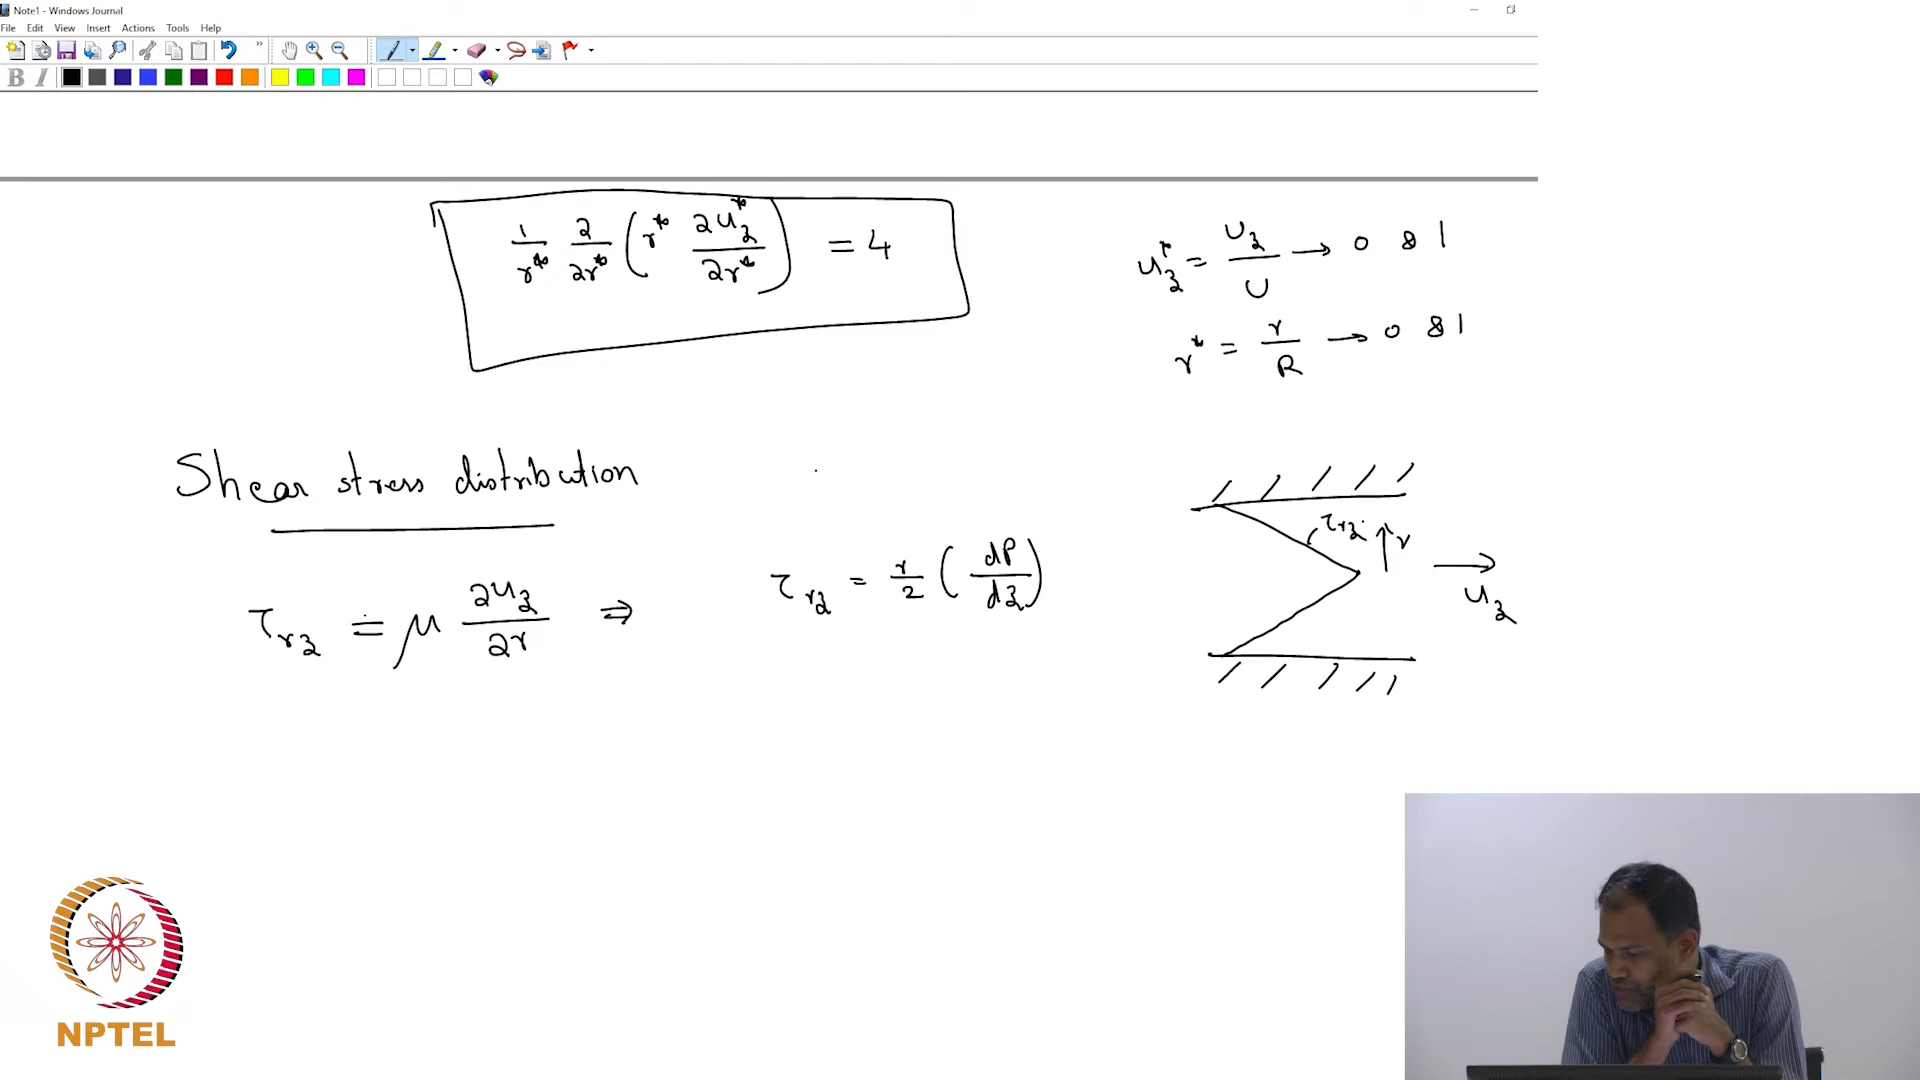 Note1 - Windows Journal
File Edit View Insert Actions Tools Help
B I
1/r* ∂/∂r* (r* ∂u_z*/∂r*) = 4
u_z* = u_z/U → 0 & 1
r* = r/R → 0 & 1
Shear stress distribution
τ_rz = μ ∂u_z/∂r ⇒ τ_rz = r/2 (dP/dz)
τ_rz
r
u_z
NPTEL